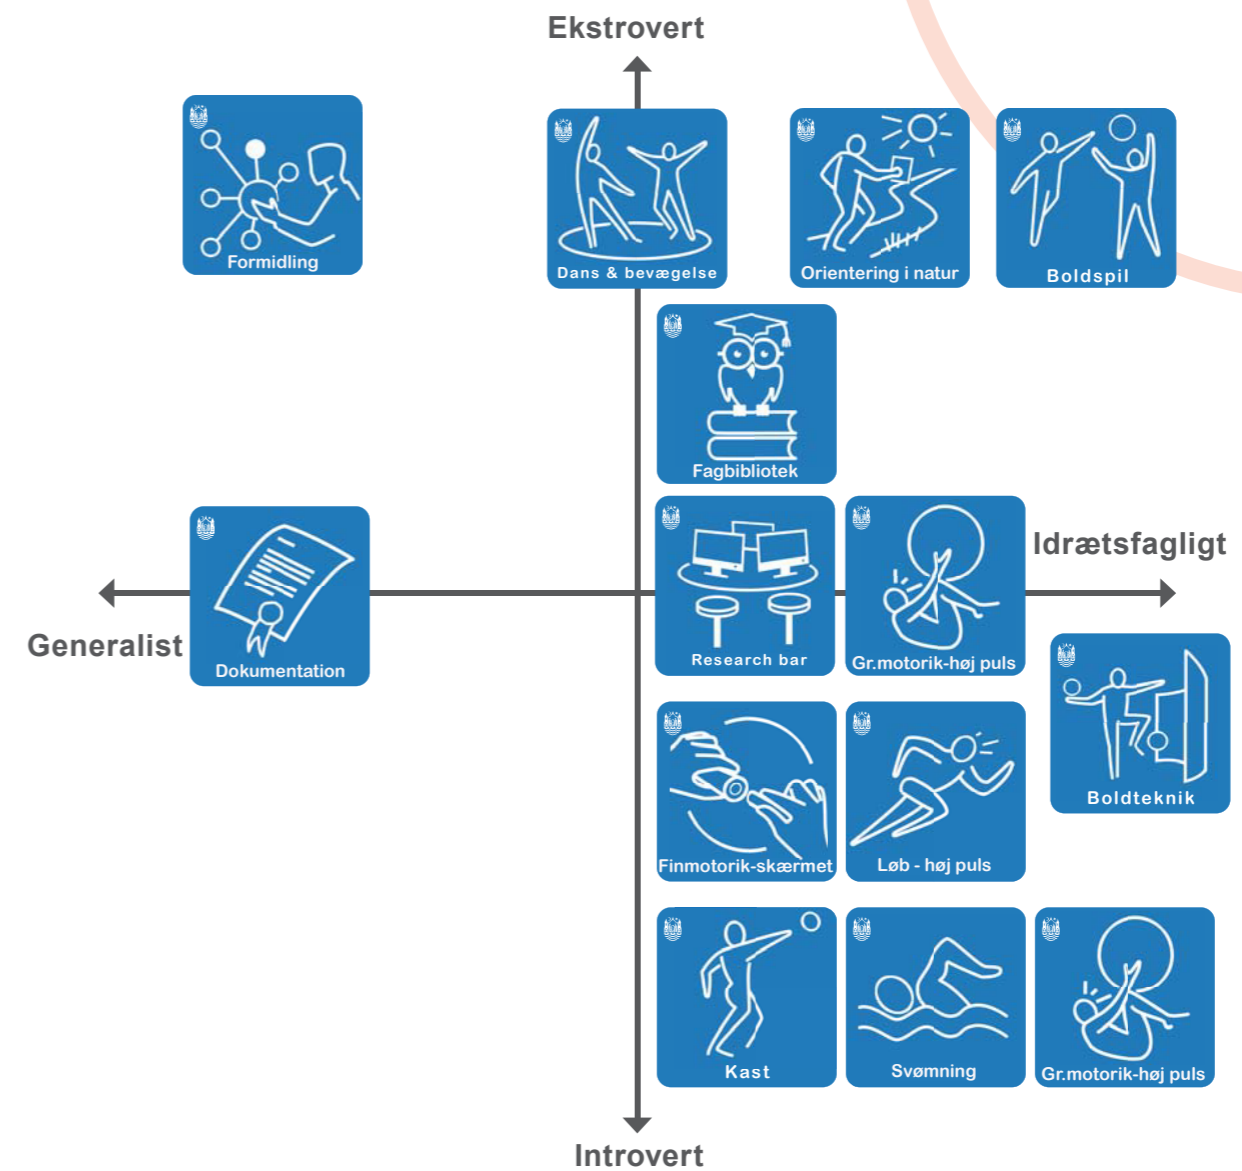 Ekstrovert
Formidling
Dans & bevægelse
Orientering i natur
Boldspil
Fagbibliotek
Idrætsfagligt
Generalist
Dokumentation
Research bar
Gr.motorik-høj puls
Boldteknik
Finmotorik-skærmet
Løb - høj puls
Kast
Svømning
Gr.motorik-høj puls
Introvert